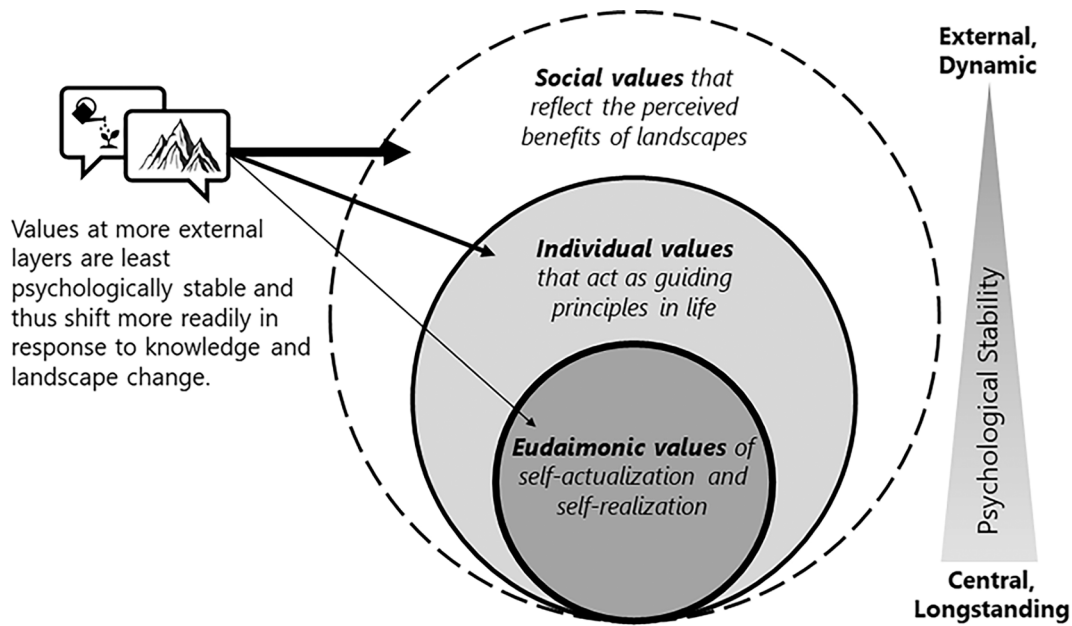 External,
Dynamic
Social values that
reflect the perceived
benefits of landscapes
Values at more external
layers are least
psychologically stable and
thus shift more readily in
response to knowledge and
landscape change.
Individual values
that act as guiding
principles in life
Eudaimonic values of
self-actualization and
self-realization
Psychological Stability
Central,
Longstanding